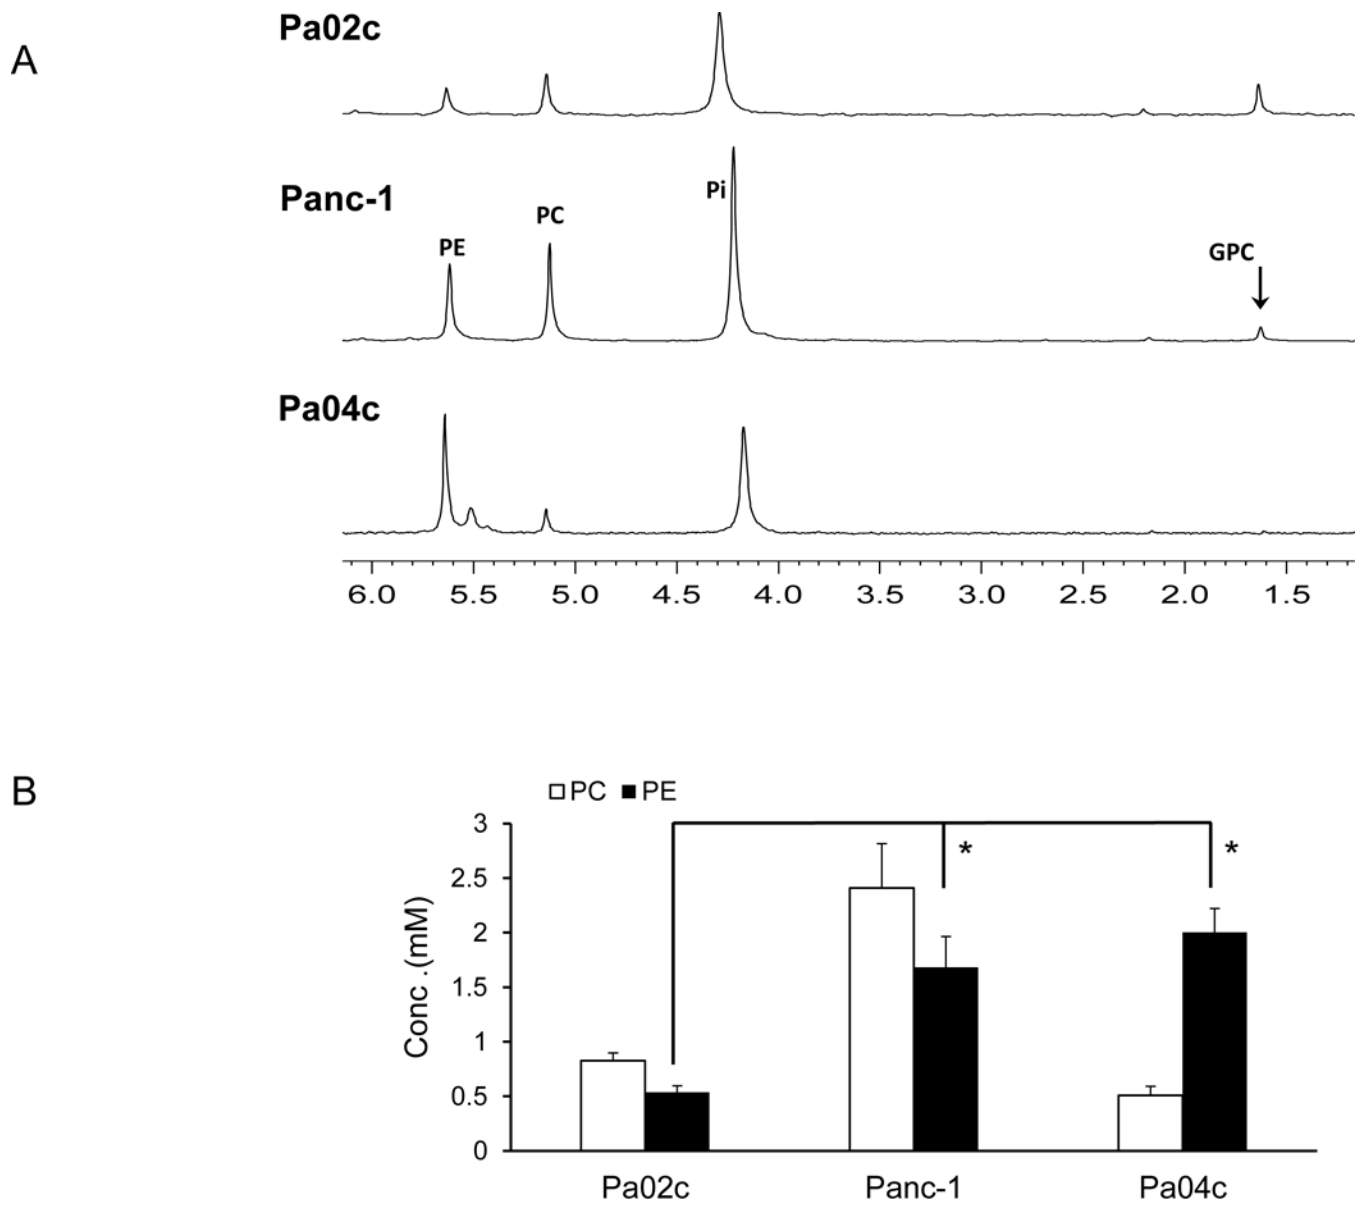 A
Pa02c
Panc-1
PE
PC
Pi
GPC
Pa04c
6.0 5.5 5.0 4.5 4.0 3.5 3.0 2.5 2.0 1.5
B
PC PE
Conc .(mM)
3
2.5
2
1.5
1
0.5
0
* *
Pa02c Panc-1 Pa04c